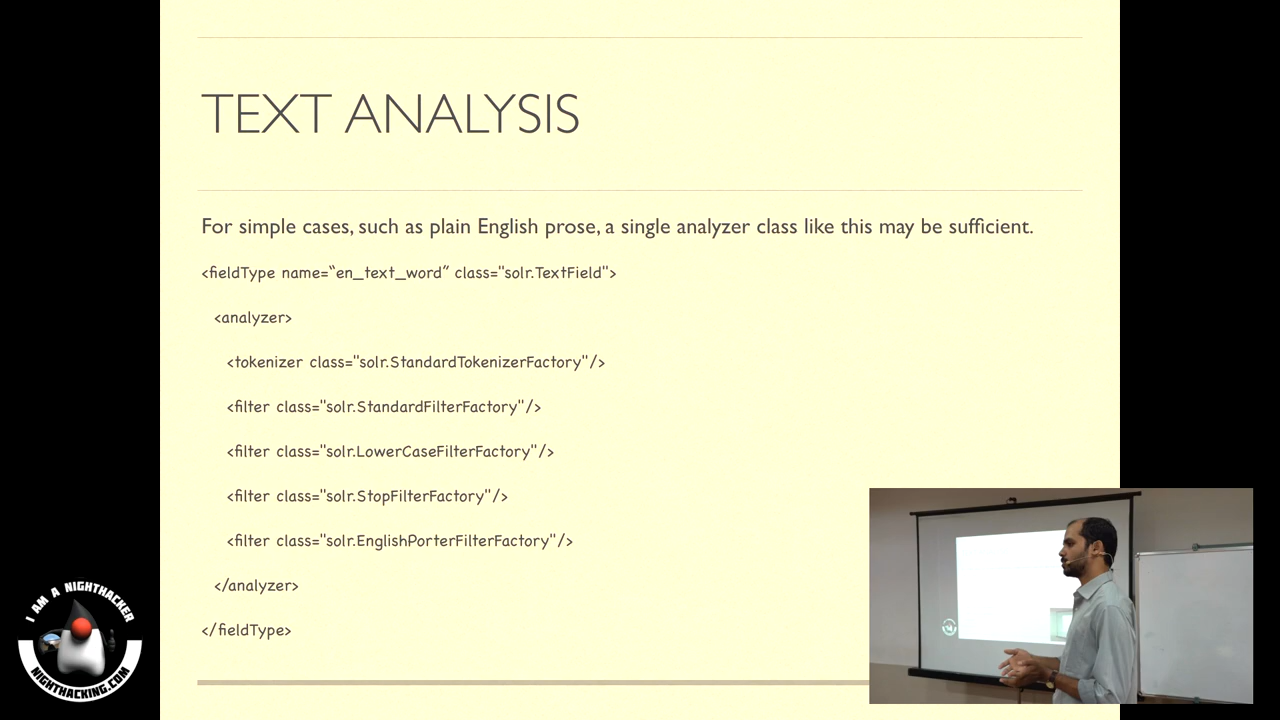 TEXT ANALYSIS
For simple cases, such as plain English prose, a single analyzer class like this may be sufficient.
<fieldType name=“en_text_word” class="solr.TextField">
<analyzer>
<tokenizer class="solr.StandardTokenizerFactory"/>
<filter class="solr.StandardFilterFactory"/>
<filter class="solr.LowerCaseFilterFactory"/>
<filter class="solr.StopFilterFactory"/>
<filter class="solr.EnglishPorterFilterFactory"/>
</analyzer>
</fieldType>
I AM A NIGHTHACKER
NIGHTHACKING.COM